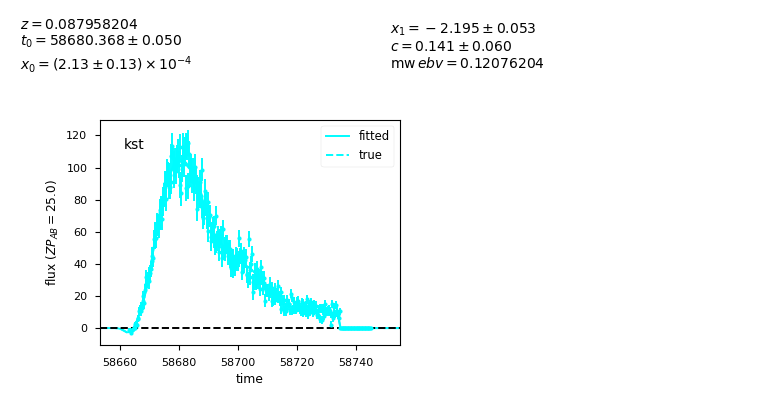 z = 0.087958204
t₀ = 58680.368 ± 0.050
x₀ = (2.13 ± 0.13) × 10⁻⁴
x₁ = −2.195 ± 0.053
c = 0.141 ± 0.060
mw ebv = 0.12076204
kst
fitted
true
flux (ZP_AB = 25.0)
120
100
80
60
40
20
0
58660 58680 58700 58720 58740
time